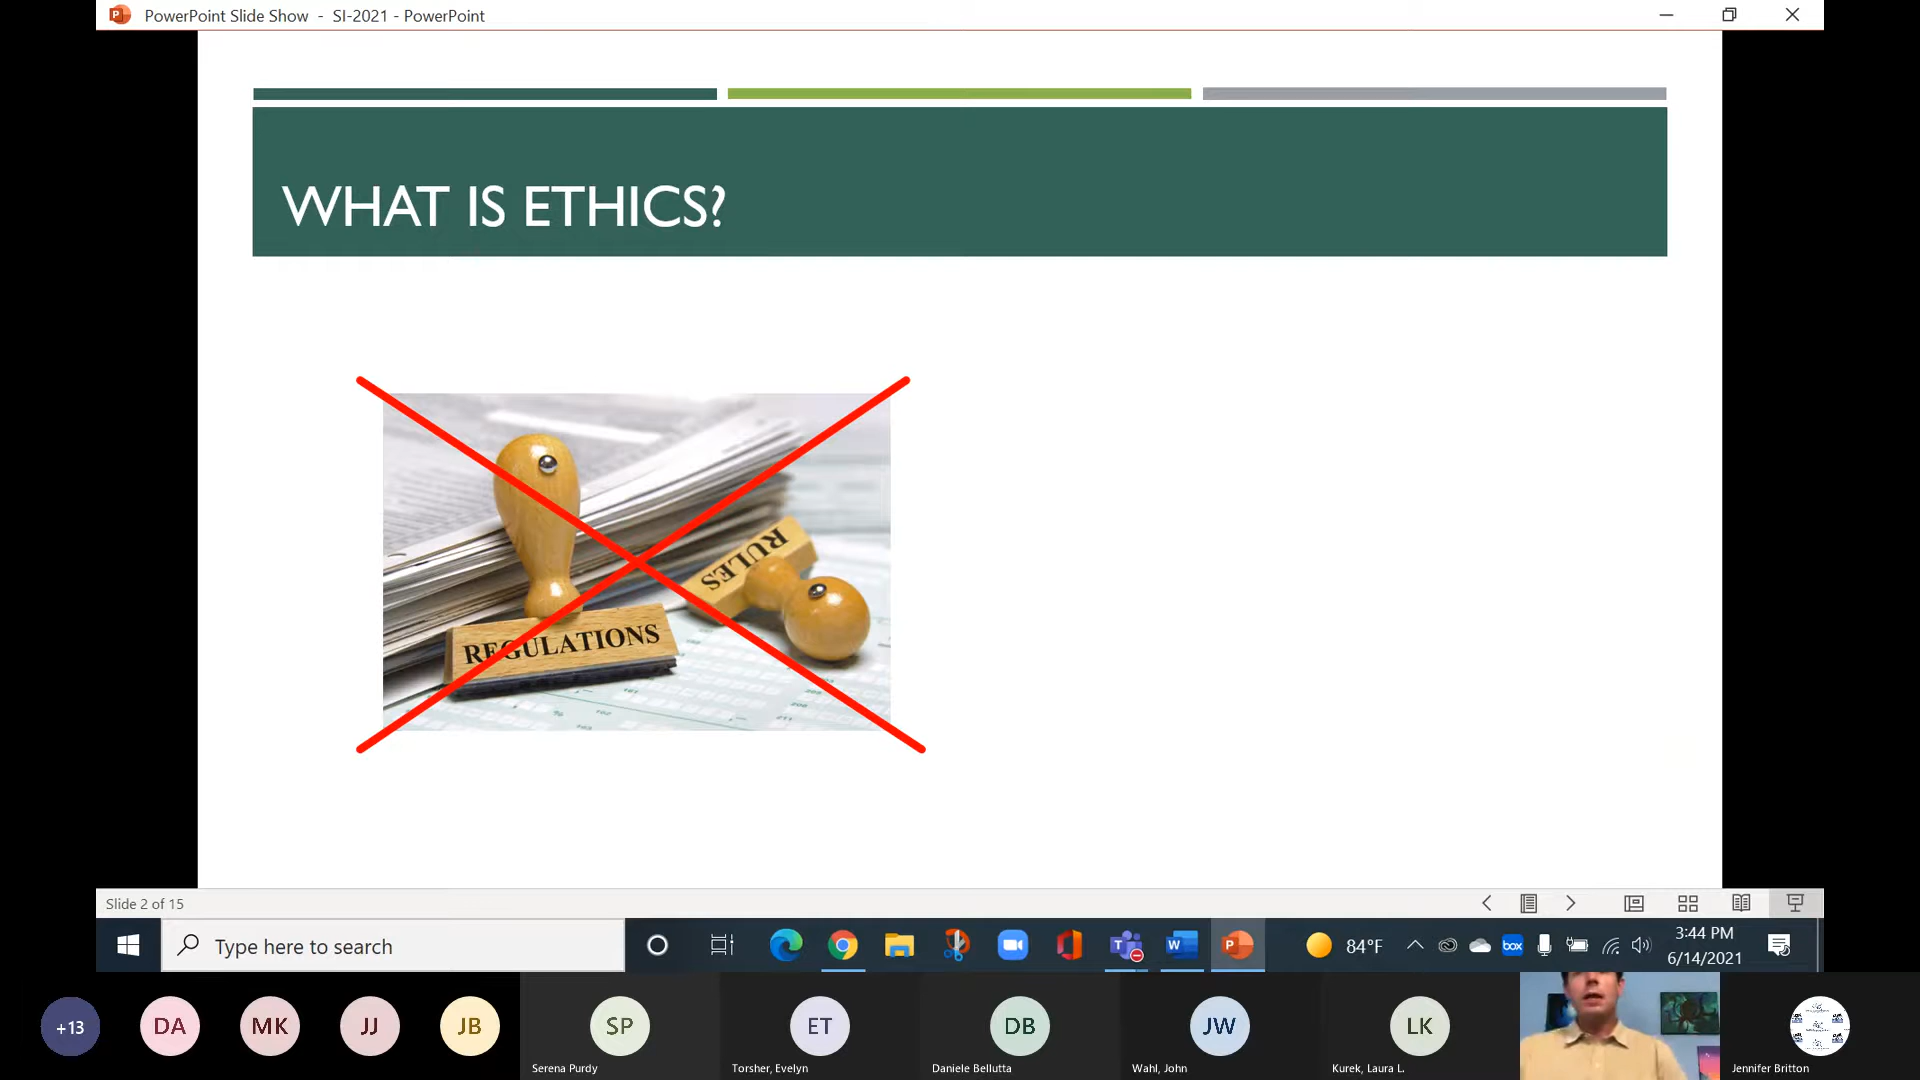 PowerPoint Slide Show - SI-2021 - PowerPoint
WHAT IS ETHICS?
REGULATIONS
RULES
Slide 2 of 15
Type here to search
box
84°F
3:44 PM
6/14/2021
+13
DA
MK
JJ
JB
SP
ET
DB
JW
LK
Serena Purdy
Torsher, Evelyn
Daniele Bellutta
Wahl, John
Kurek, Laura L.
Jennifer Britton